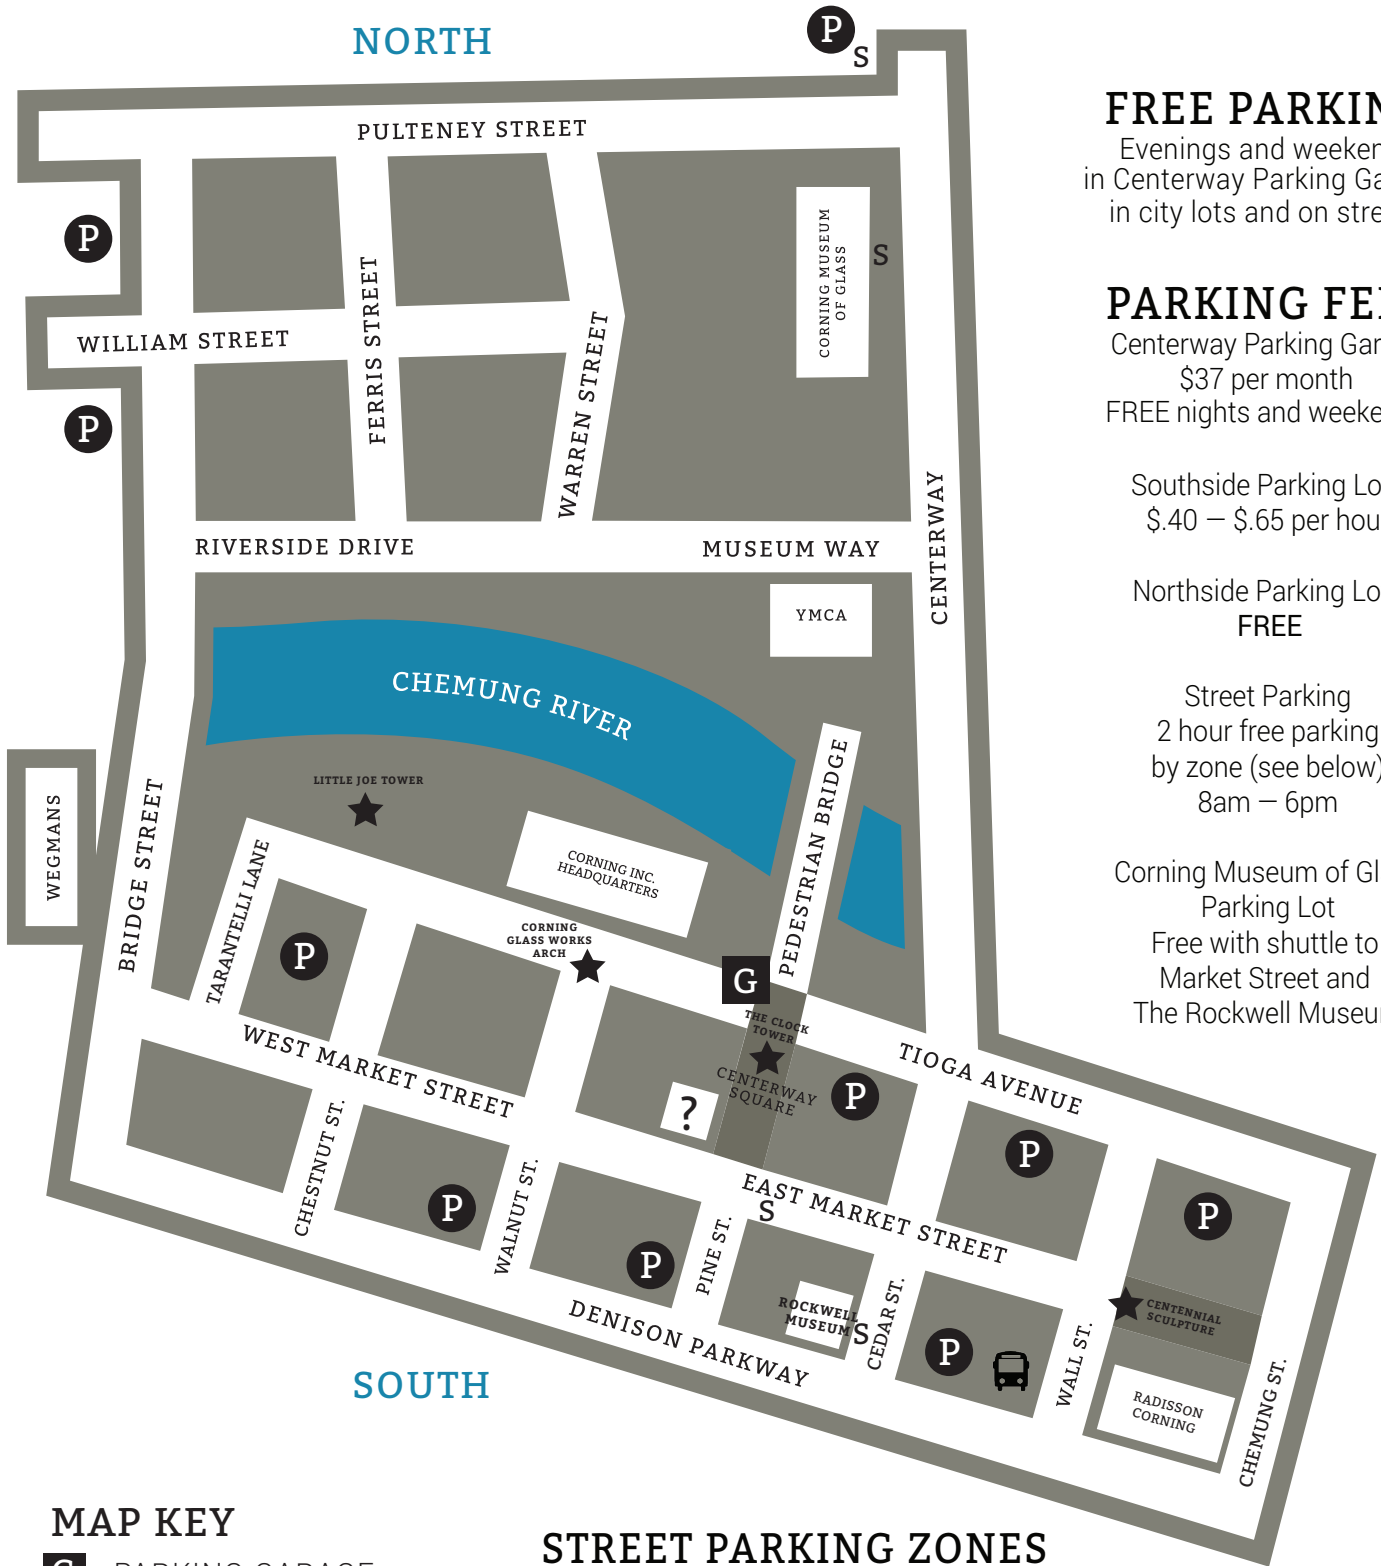 NORTH
P
S
PULTENEY STREET
P
WILLIAM STREET
FERRIS STREET
WARREN STREET
CORNING MUSEUM
OF GLASS
S
P
RIVERSIDE DRIVE
MUSEUM WAY
CENTERWAY
YMCA
CHEMUNG RIVER
PEDESTRIAN BRIDGE
LITTLE JOE TOWER
WEGMANS
BRIDGE STREET
TARANTELLI LANE
CORNING INC.
HEADQUARTERS
CORNING
GLASS WORKS
ARCH
P
G
THE CLOCK
TOWER
CENTERWAY
SQUARE
?
P
TIOGA AVENUE
WEST MARKET STREET
P
P
CHESTNUT ST.
P
WALNUT ST.
P
PINE ST.
EAST MARKET STREET
S
ROCKWELL
MUSEUM
S
CEDAR ST.
P
WALL ST.
CENTENNIAL
SCULPTURE
RADISSON
CORNING
CHEMUNG ST.
DENISON PARKWAY
SOUTH
FREE PARKIN
Evenings and weeken
in Centerway Parking Ga
in city lots and on stre
PARKING FE
Centerway Parking Gar
$37 per month
FREE nights and weeke
Southside Parking Lo
$.40 — $.65 per hou
Northside Parking Lo
FREE
Street Parking
2 hour free parking
by zone (see below)
8am — 6pm
Corning Museum of Gl
Parking Lot
Free with shuttle to
Market Street and
The Rockwell Museu
MAP KEY
G PARKING GARAGE
STREET PARKING ZONES